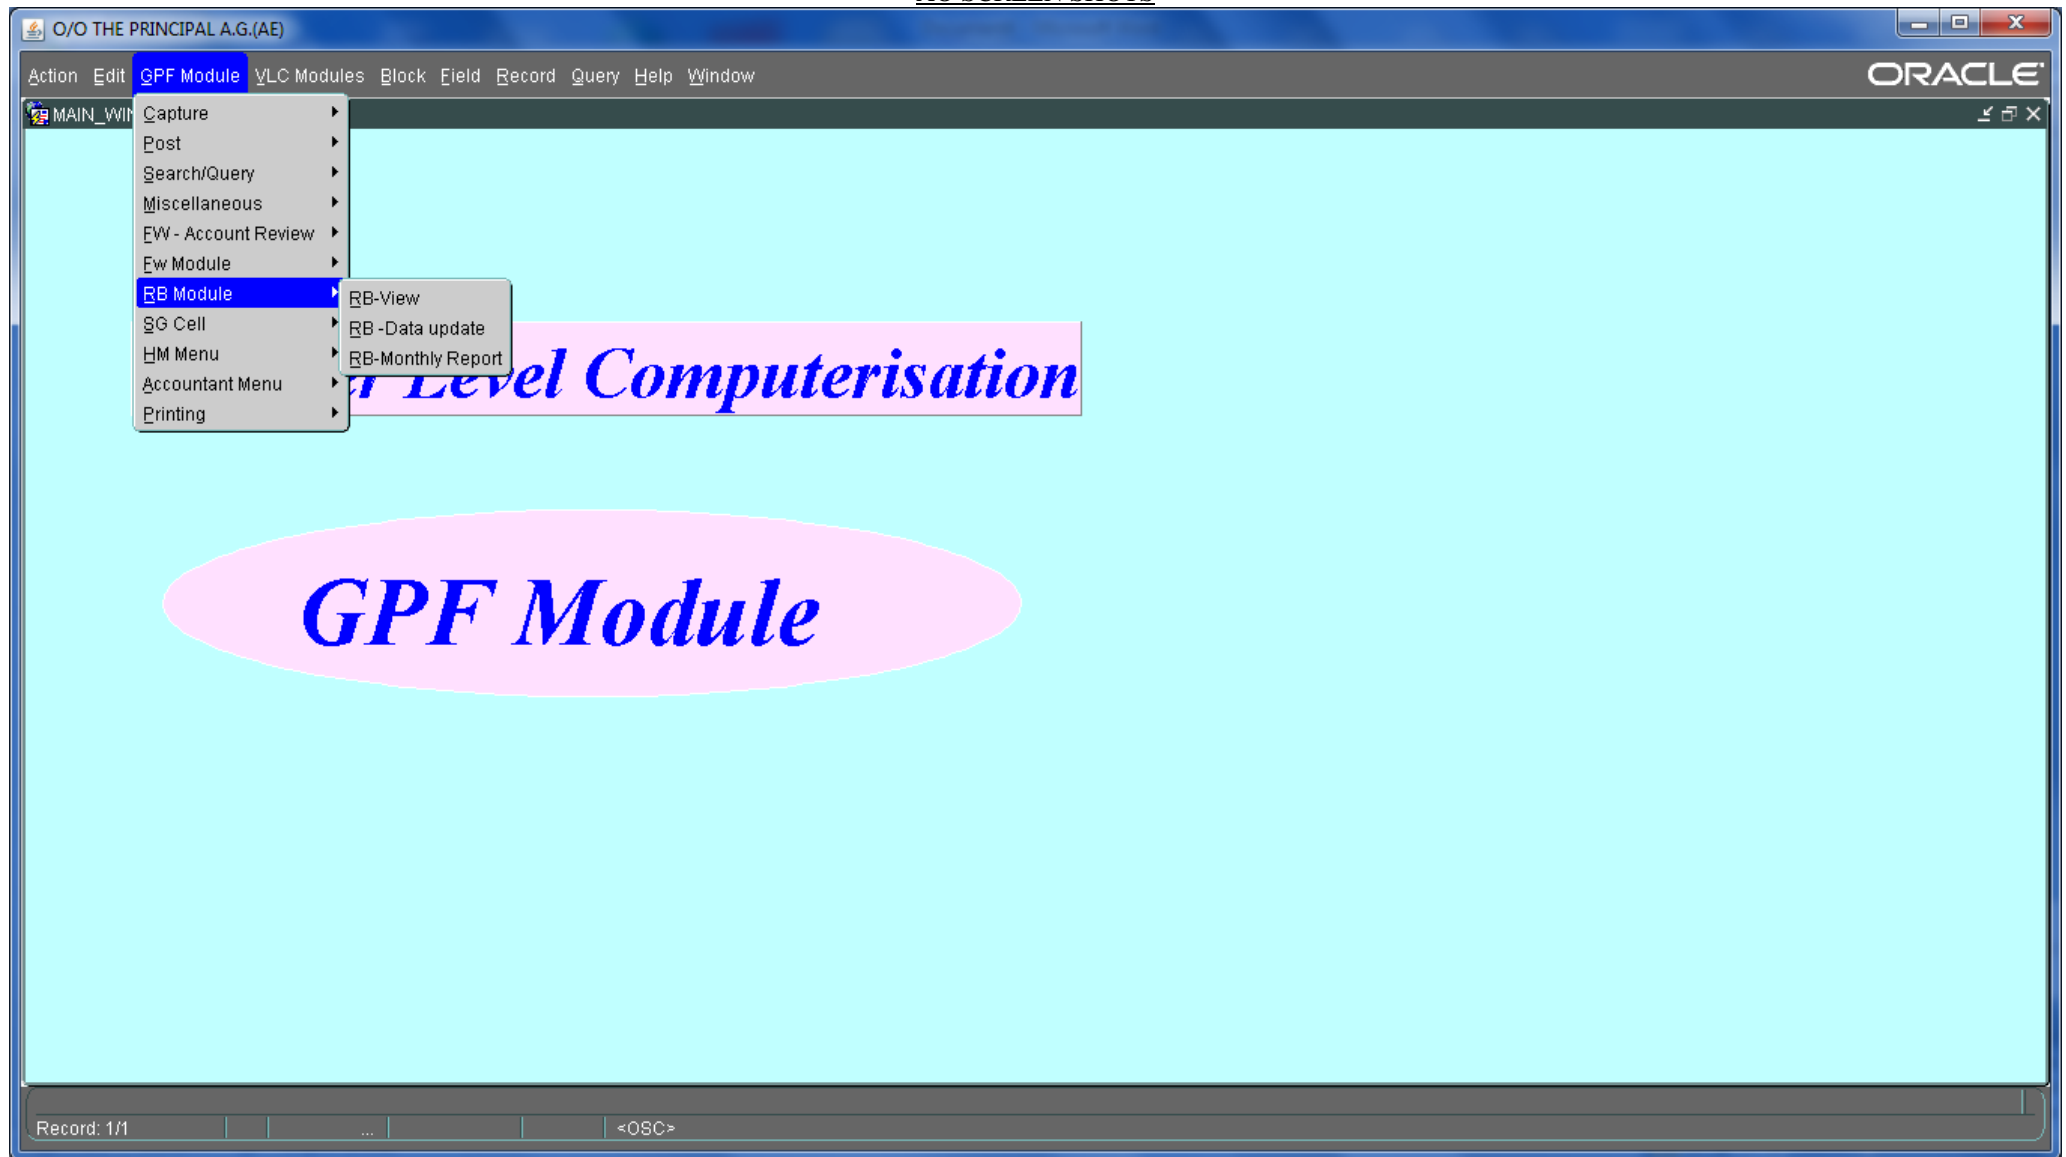 O/O THE PRINCIPAL A.G.(AE)
Action Edit GPF Module VLC Modules Block Field Record Query Help Window
ORACLE
MAIN_WIN
Capture
Post
Search/Query
Miscellaneous
FW - Account Review
Fw Module
RB Module
RB-View
SG Cell
RB -Data update
HM Menu
RB-Monthly Report
Accountant Menu
Level Computerisation
Printing
GPF Module
Record: 1/1 ... <OSC>